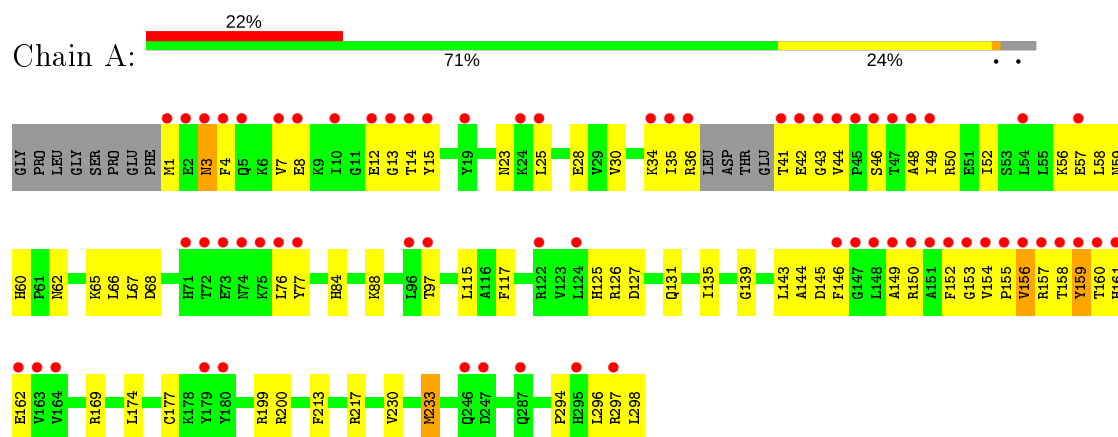 22%
Chain A:
71% 24% • •
GLY PRO LEU GLY SER PRO GLU PHE M1 E2 N3 F4 Q5 K6 V7 E8 K9 I10 G11 E12 G13 T14 Y15 Y19 N23 K24 L25 E28 V29 V30 K34 I35 R36 LEU ASP THR GLU T41 E42 G43 V44 P45 S46 T47 A48 I49 R50 E51 I52 S53 L54 L55 K56 E57 L58 N59
H60 P61 N62 K65 L66 L67 D68 H71 T72 E73 N74 K75 L76 Y77 H84 K88 L96 T97 L115 A116 F117 R122 V123 L124 H125 R126 D127 Q131 I135 G139 L143 A144 D145 F146 G147 L148 A149 R150 A151 F152 G153 V154 P155 V156 R157 T158 Y159 T160 H161
E162 V163 V164 R169 L174 C177 K178 Y179 Y180 R199 R200 F213 R217 V230 M233 Q246 D247 Q287 P294 H295 L296 R297 L298